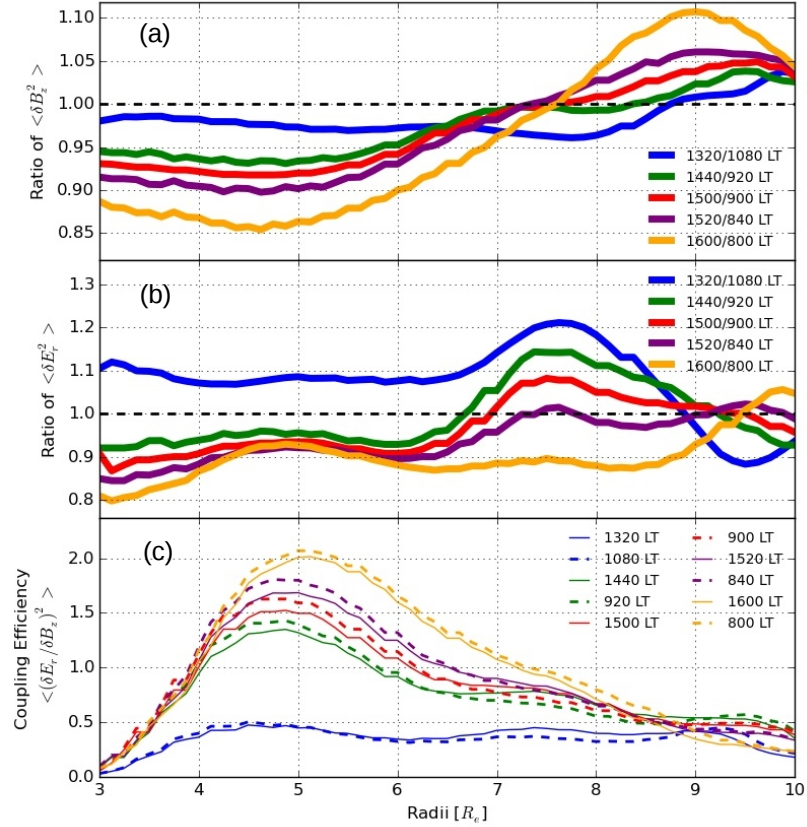 (a)
Ratio of <δB_z^2 >
1.10
1.05
1.00
0.95
0.90
0.85
1320/1080 LT
1440/920 LT
1500/900 LT
1520/840 LT
1600/800 LT
(b)
Ratio of <δE_r^2 >
1.3
1.2
1.1
1.0
0.9
0.8
1320/1080 LT
1440/920 LT
1500/900 LT
1520/840 LT
1600/800 LT
(c)
Coupling Efficiency
<(δE_r/δB_z)^2 >
2.0
1.5
1.0
0.5
0.0
1320 LT
1080 LT
1440 LT
920 LT
1500 LT
900 LT
1520 LT
840 LT
1600 LT
800 LT
3 4 5 6 7 8 9 10
Radii [R_e]